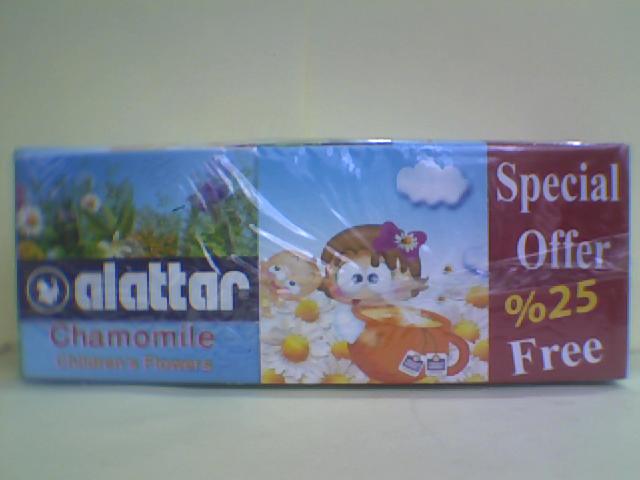 alattar
Chamomile
Children's Flowers
Special
Offer
%25
Free